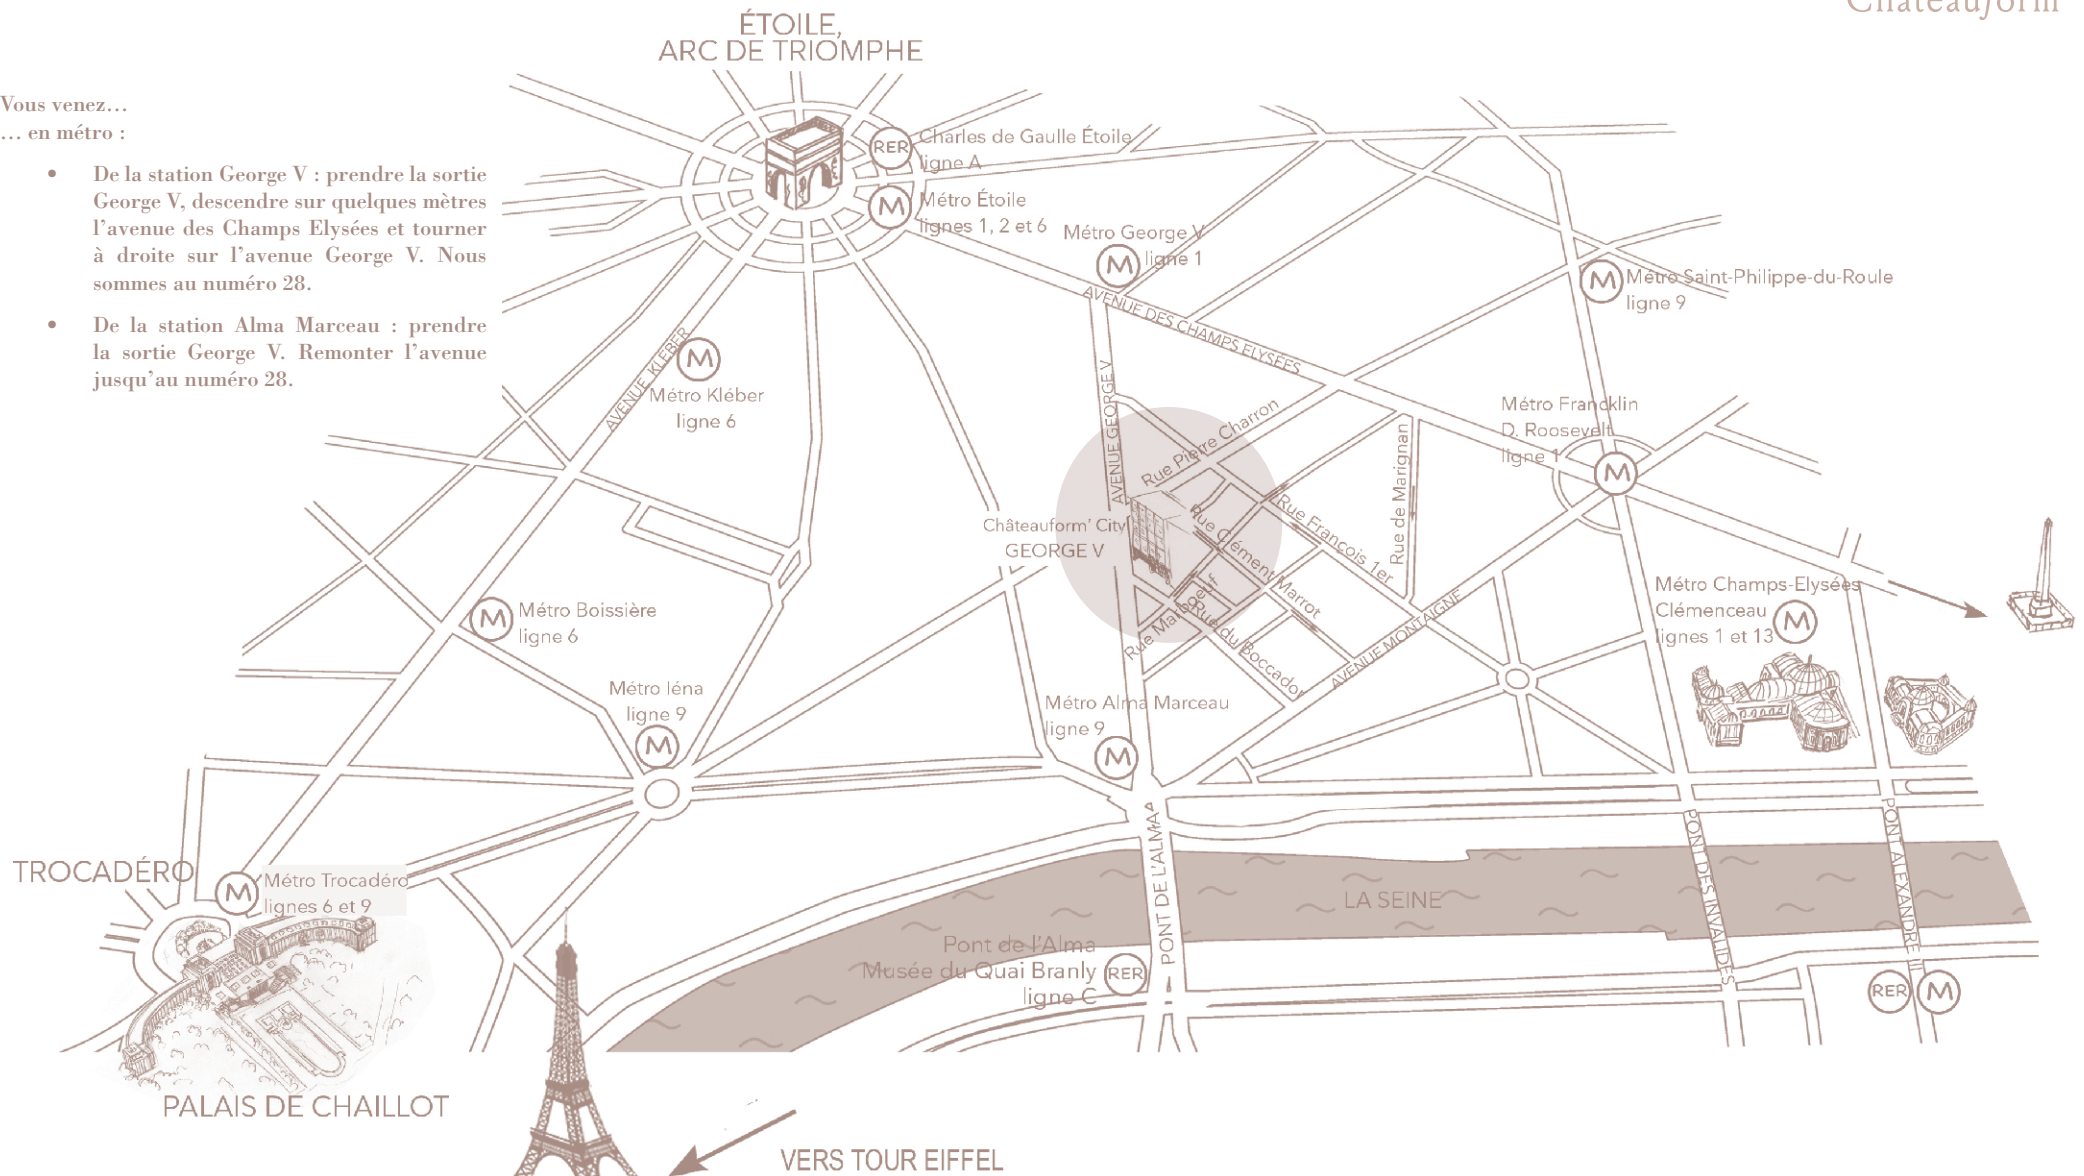 Châteauform
ÉTOILE,
ARC DE TRIOMPHE
Vous venez…
… en métro :
• De la station George V : prendre la sortie
George V, descendre sur quelques mètres
l’avenue des Champs Elysées et tourner
à droite sur l’avenue George V. Nous
sommes au numéro 28.
• De la station Alma Marceau : prendre
la sortie George V. Remonter l’avenue
jusqu’au numéro 28.
RER
Charles de Gaulle Étoile
ligne A
M
Métro Étoile
lignes 1, 2 et 6
Métro George V
M
ligne 1
M
Métro Saint-Philippe-du-Roule
ligne 9
AVENUE DES CHAMPS ELYSÉES
AVENUE KLÉBER
M
Métro Kléber
ligne 6
AVENUE GEORGE V
Rue Pierre Charron
Rue de Marignan
Métro Francklin
D. Roosevelt
ligne 1
M
Châteauform’ City
GEORGE V
Rue François 1er
Rue Clément Marrot
Rue Marboeuf
Rue du Boccador
AVENUE MONTAIGNE
Métro Champs-Elysées
Clémenceau
lignes 1 et 13
M
M
Métro Boissière
ligne 6
Métro Iéna
ligne 9
M
Métro Alma Marceau
ligne 9
M
TROCADÉRO
M
Métro Trocadéro
lignes 6 et 9
PONT DE L’ALMA
PONT DES INVALIDES
PONT ALEXANDRE III
LA SEINE
Pont de l’Alma
Musée du Quai Branly
ligne C
RER
RER
M
PALAIS DE CHAILLOT
VERS TOUR EIFFEL